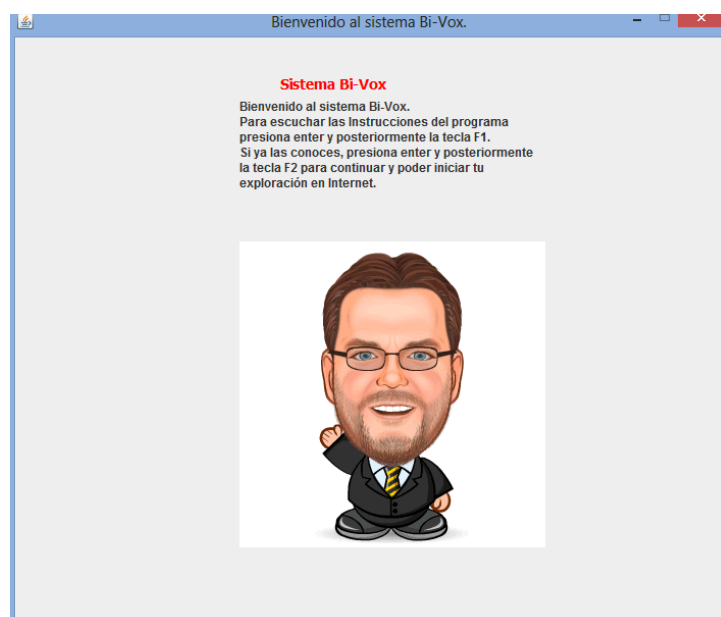 Bienvenido al sistema Bi-Vox.
Sistema Bi-Vox
Bienvenido al sistema Bi-Vox.
Para escuchar las Instrucciones del programa
presiona enter y posteriormente la tecla F1.
Si ya las conoces, presiona enter y posteriormente
la tecla F2 para continuar y poder iniciar tu
exploración en Internet.